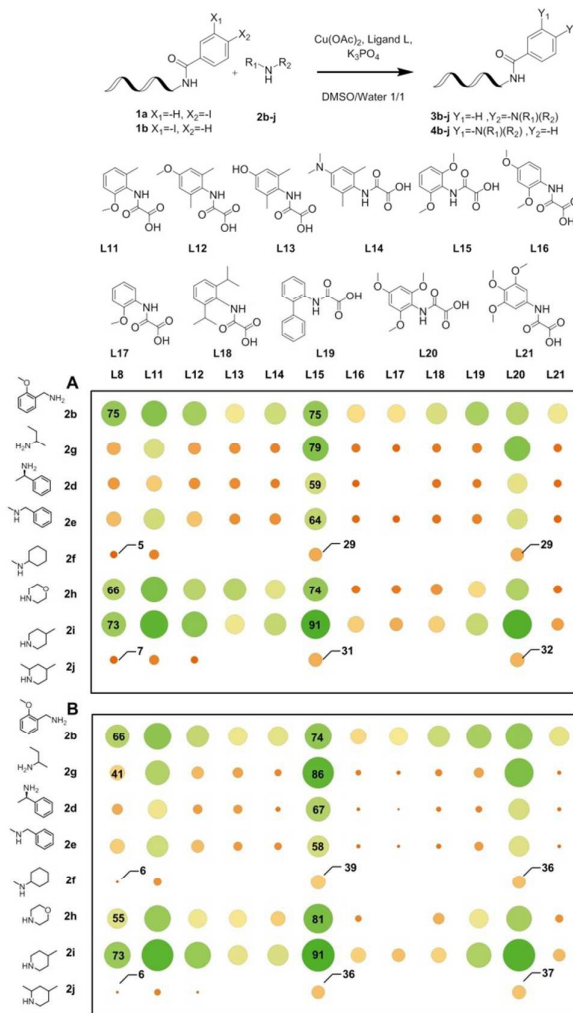 X₁
X₂
Cu(OAc)₂, Ligand L,
K₃PO₄
Y₁
Y
O
NH
+
R₁
N
H
R₂
O
NH
1a X₁=-H, X₂=-I
1b X₁=-I, X₂=-H
2b-j
DMSO/Water 1/1
3b-j Y₁=-H ,Y₂=-N(R₁)(R₂)
4b-j Y₁=-N(R₁)(R₂) ,Y₂=-H
L11 L12 L13 L14 L15 L16
L17 L18 L19 L20 L21
A L8 L11 L12 L13 L14 L15 L16 L17 L18 L19 L20 L21
2b 75 75
2g 79
2d 59
2e 64
2f 5 29 29
2h 66 74
2i 73 91
2j 7 31 32
B
2b 66 74
2g 41 86
2d 67
2e 58
2f 6 39 36
2h 55 81
2i 73 91
2j 6 36 37